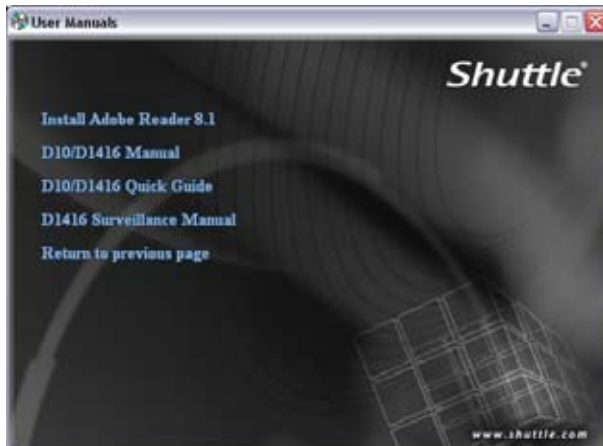 User Manuals
Shuttle®
Install Adobe Reader 8.1
D10/D1416 Manual
D10/D1416 Quick Guide
D1416 Surveillance Manual
Return to previous page
www.shuttle.com